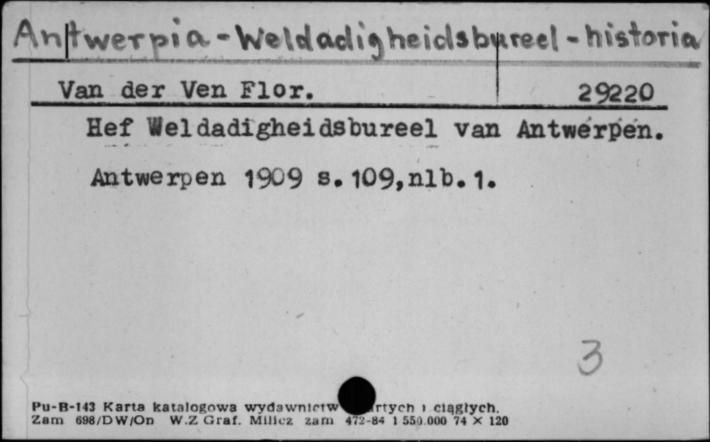 Antwerpia - Weldadigheidsbureel - historia
Van der Ven Flor. 29220
Hef Weldadigheidsbureel van Antwerpen.
Antwerpen 1909 s. 109,nlb. 1.
3
Pu-B-143 Karta katalogowa wydawnictw rtych i ciągłych.
Zam 698/DW/On W.Z Graf. Milicz zam 472-84 1 550.000 74 × 120